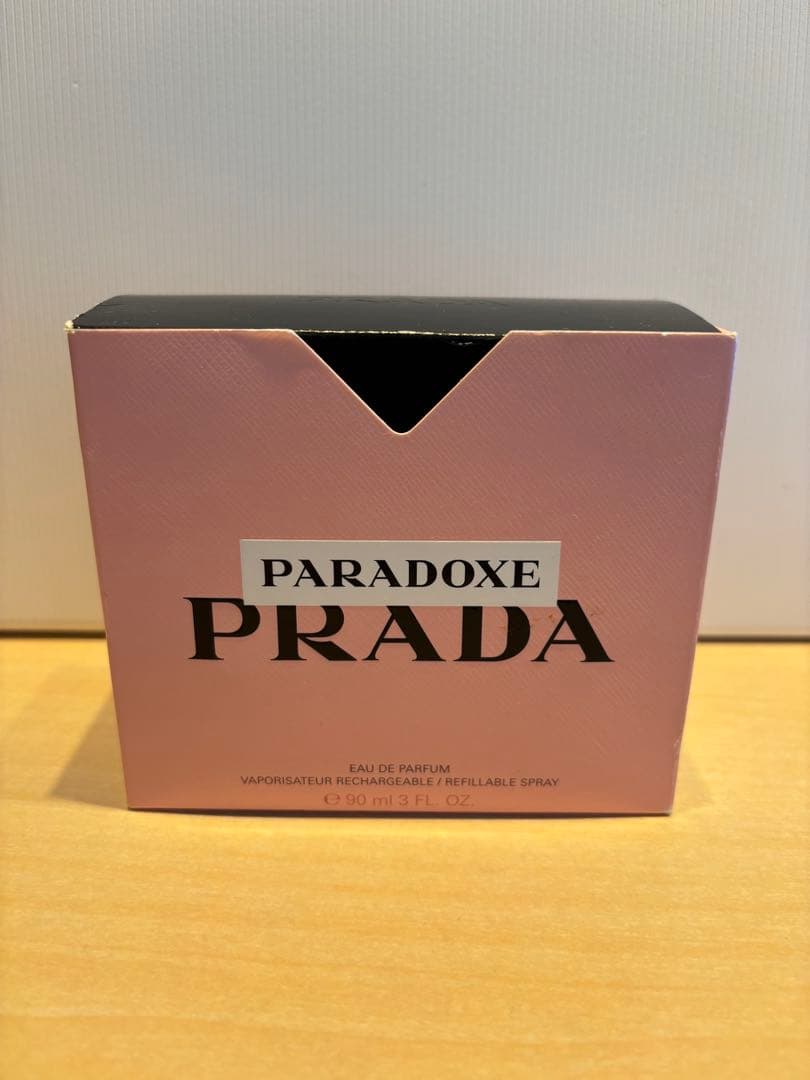 PARADOXE
PRADA
EAU DE PARFUM
VAPORISATEUR RECHARGEABLE / REFILLABLE SPRAY
℮ 90 ml 3 FL. OZ.